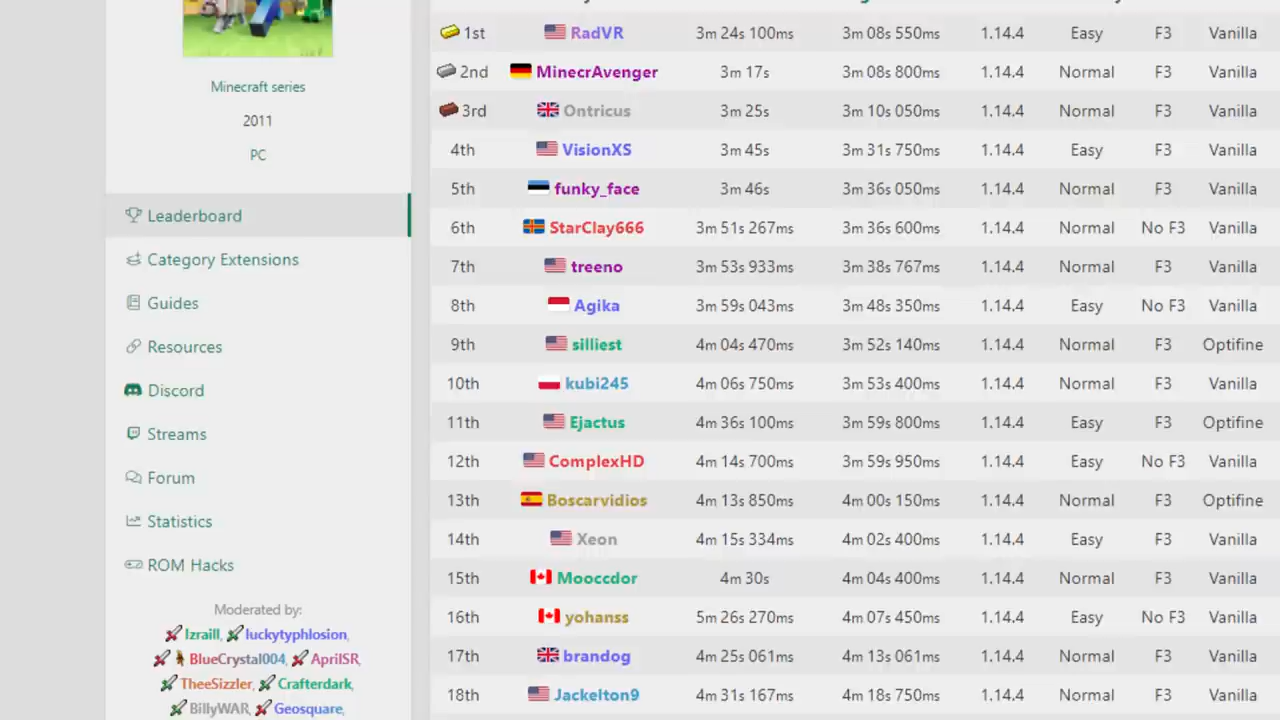 Minecraft series
2011
PC
Leaderboard
Category Extensions
Guides
Resources
Discord
Streams
Forum
Statistics
ROM Hacks
Moderated by:
Izraill, luckytyphlosion,
BlueCrystal004, AprilSR,
TheeSizzler, Crafterdark,
BillyWAR, Geosquare,
1st RadVR 3m 24s 100ms 3m 08s 550ms 1.14.4 Easy F3 Vanilla
2nd MinecrAvenger 3m 17s 3m 08s 800ms 1.14.4 Normal F3 Vanilla
3rd Ontricus 3m 25s 3m 10s 050ms 1.14.4 Normal F3 Vanilla
4th VisionXS 3m 45s 3m 31s 750ms 1.14.4 Easy F3 Vanilla
5th funky_face 3m 46s 3m 36s 050ms 1.14.4 Normal F3 Vanilla
6th StarClay666 3m 51s 267ms 3m 36s 600ms 1.14.4 Normal No F3 Vanilla
7th treeno 3m 53s 933ms 3m 38s 767ms 1.14.4 Normal F3 Vanilla
8th Agika 3m 59s 043ms 3m 48s 350ms 1.14.4 Easy No F3 Vanilla
9th silliest 4m 04s 470ms 3m 52s 140ms 1.14.4 Normal F3 Optifine
10th kubi245 4m 06s 750ms 3m 53s 400ms 1.14.4 Normal F3 Vanilla
11th Ejactus 4m 36s 100ms 3m 59s 800ms 1.14.4 Easy F3 Optifine
12th ComplexHD 4m 14s 700ms 3m 59s 950ms 1.14.4 Easy No F3 Vanilla
13th Boscarvidios 4m 13s 850ms 4m 00s 150ms 1.14.4 Normal F3 Optifine
14th Xeon 4m 15s 334ms 4m 02s 400ms 1.14.4 Easy F3 Vanilla
15th Mooccdor 4m 30s 4m 04s 400ms 1.14.4 Normal F3 Vanilla
16th yohanss 5m 26s 270ms 4m 07s 450ms 1.14.4 Easy No F3 Vanilla
17th brandog 4m 25s 061ms 4m 13s 061ms 1.14.4 Normal F3 Vanilla
18th Jackelton9 4m 31s 167ms 4m 18s 750ms 1.14.4 Normal F3 Vanilla